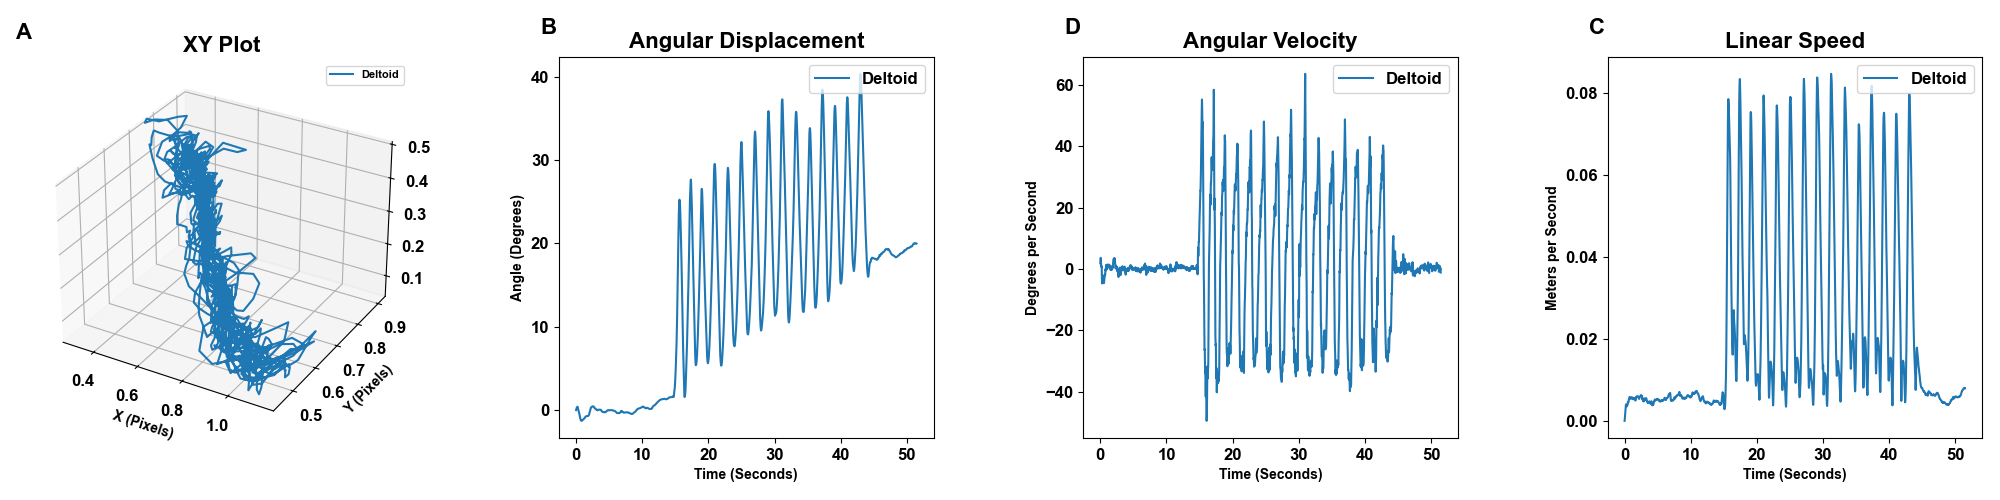 A
XY Plot
Deltoid
0.5
0.4
0.3
0.2
0.1
0.9
0.8
0.7
0.6
0.5
Y (Pixels)
0.4
0.6
0.8
1.0
X (Pixels)
B
Angular Displacement
Deltoid
40
30
20
10
0
Angle (Degrees)
0 10 20 30 40 50
Time (Seconds)
D
Angular Velocity
Deltoid
60
40
20
0
−20
−40
Degrees per Second
0 10 20 30 40 50
Time (Seconds)
C
Linear Speed
Deltoid
0.08
0.06
0.04
0.02
0.00
Meters per Second
0 10 20 30 40 50
Time (Seconds)